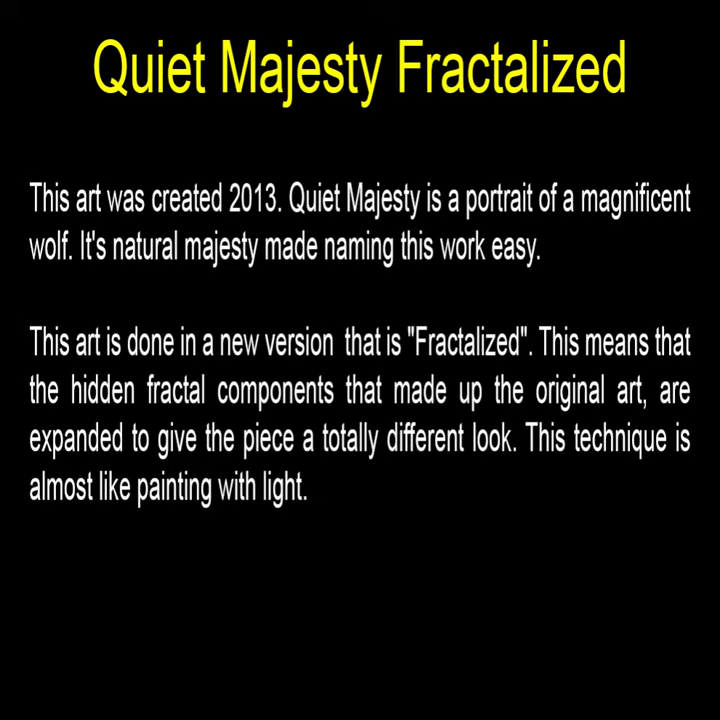 Quiet Majesty Fractalized
This art was created 2013. Quiet Majesty is a portrait of a magnificent
wolf. It's natural majesty made naming this work easy.
This art is done in a new version that is "Fractalized". This means that
the hidden fractal components that made up the original art, are
expanded to give the piece a totally different look. This technique is
almost like painting with light.